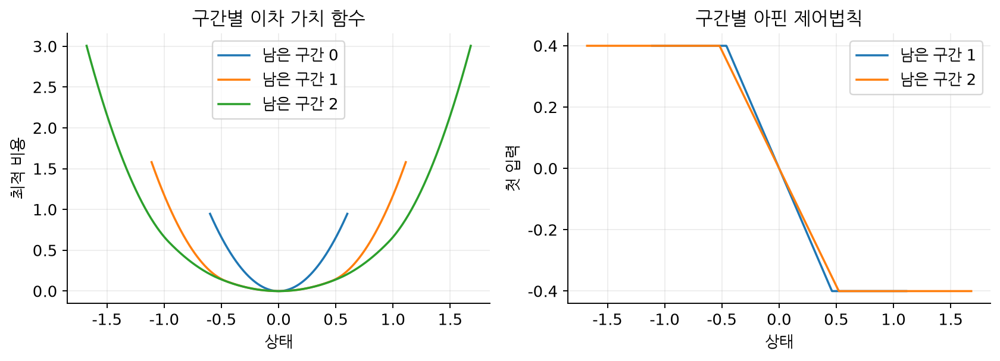 구간별 이차 가치 함수
최적 비용
3.0
2.5
2.0
1.5
1.0
0.5
0.0
남은 구간 0
남은 구간 1
남은 구간 2
-1.5 -1.0 -0.5 0.0 0.5 1.0 1.5
상태
구간별 아핀 제어법칙
첫 입력
0.4
0.2
0.0
-0.2
-0.4
남은 구간 1
남은 구간 2
-1.5 -1.0 -0.5 0.0 0.5 1.0 1.5
상태